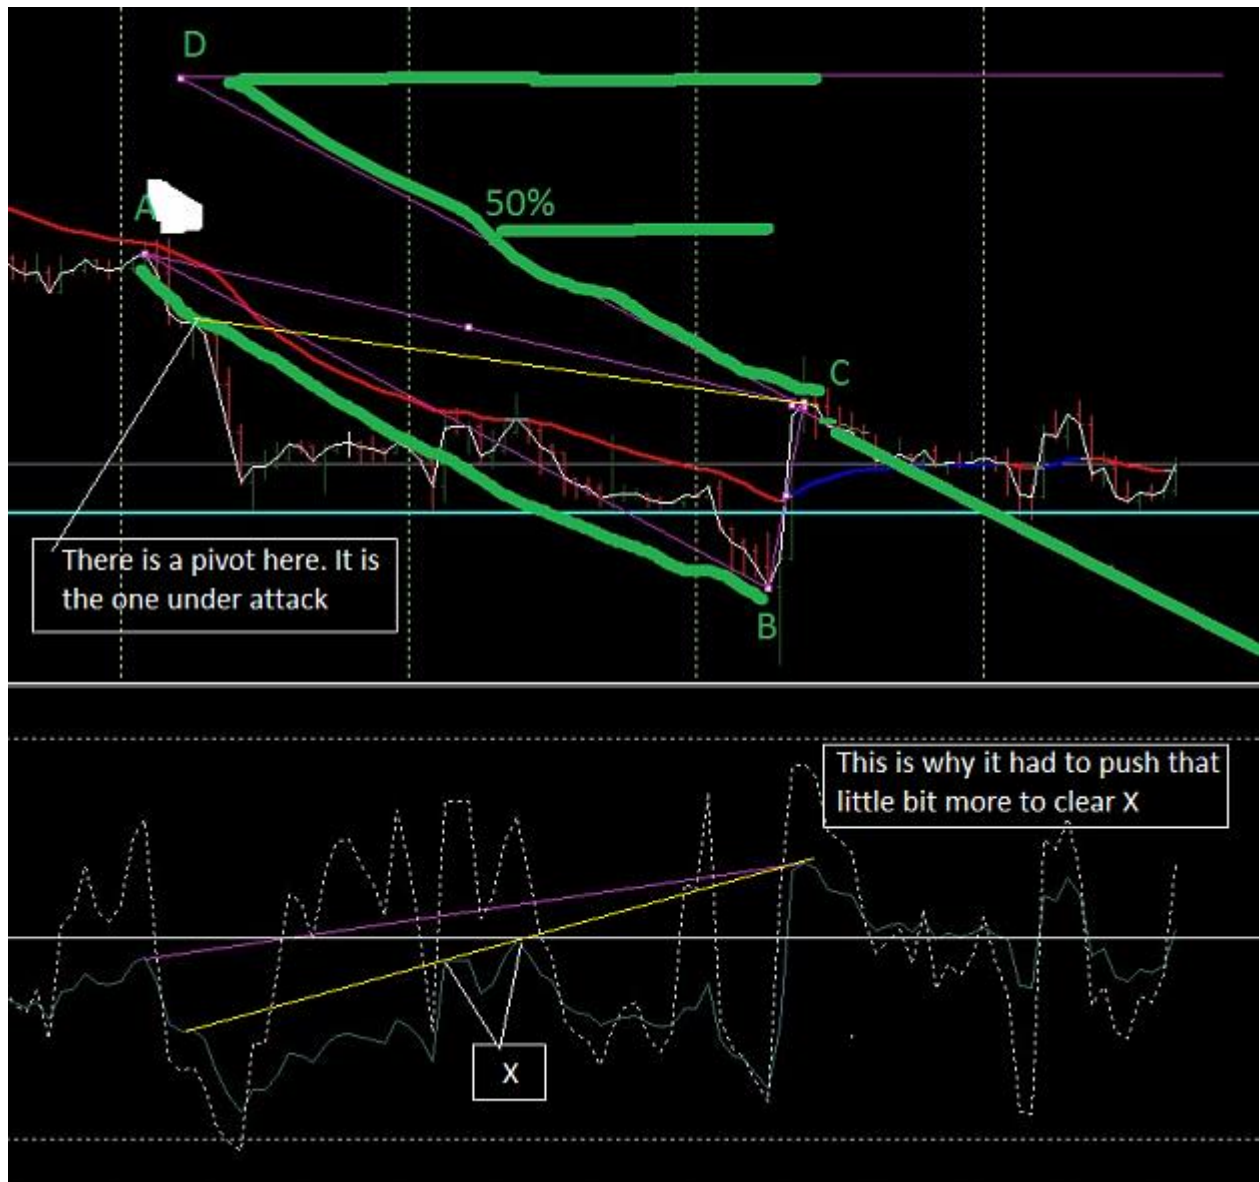 D
A
50%
C
There is a pivot here. It is
the one under attack
B
This is why it had to push that
little bit more to clear X
X